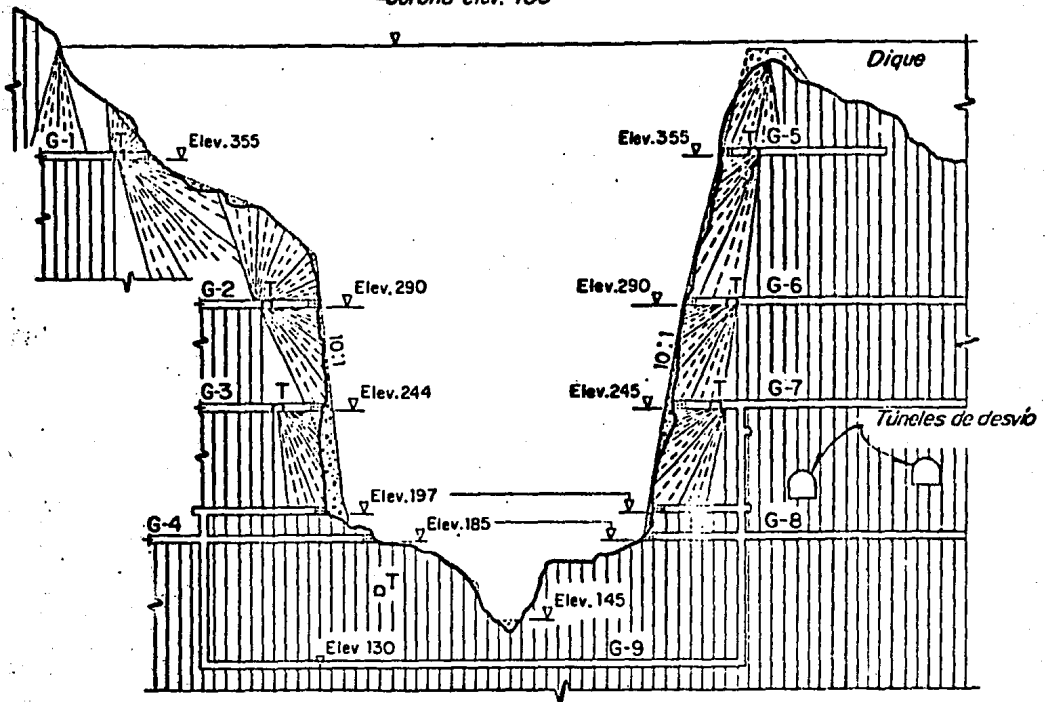 Dique
G-1
T
Elev.355
Elev.355
T
G-5
G-2
T
Elev.290
Elev.290
T
G-6
10:1
10:1
G-3
T
Elev.244
Elev.245
T
G-7
Túneles de desvío
Elev.197
G-4
Elev.185
G-8
T
Elev.145
Elev 130
G-9